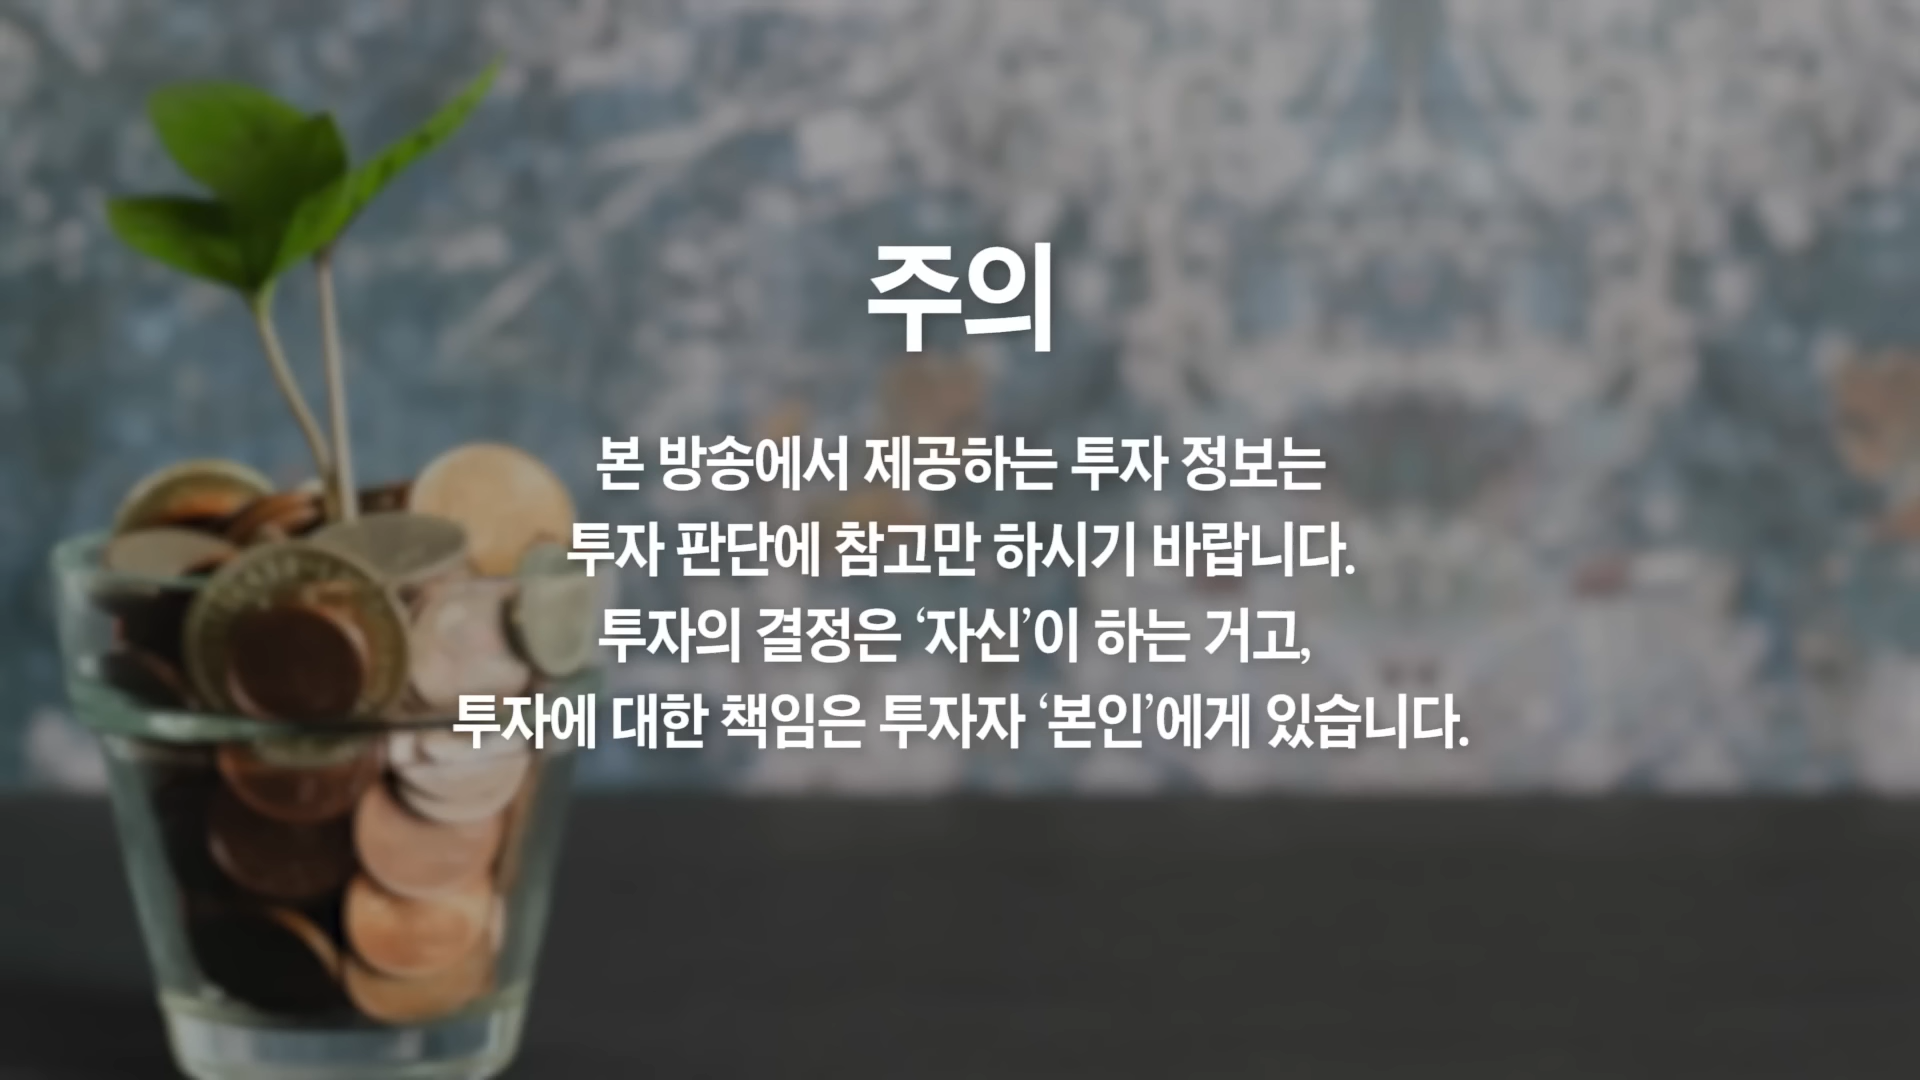 주의
본 방송에서 제공하는 투자 정보는
투자 판단에 참고만 하시기 바랍니다.
투자의 결정은 ‘자신’이 하는 거고,
투자에 대한 책임은 투자자 ‘본인’에게 있습니다.